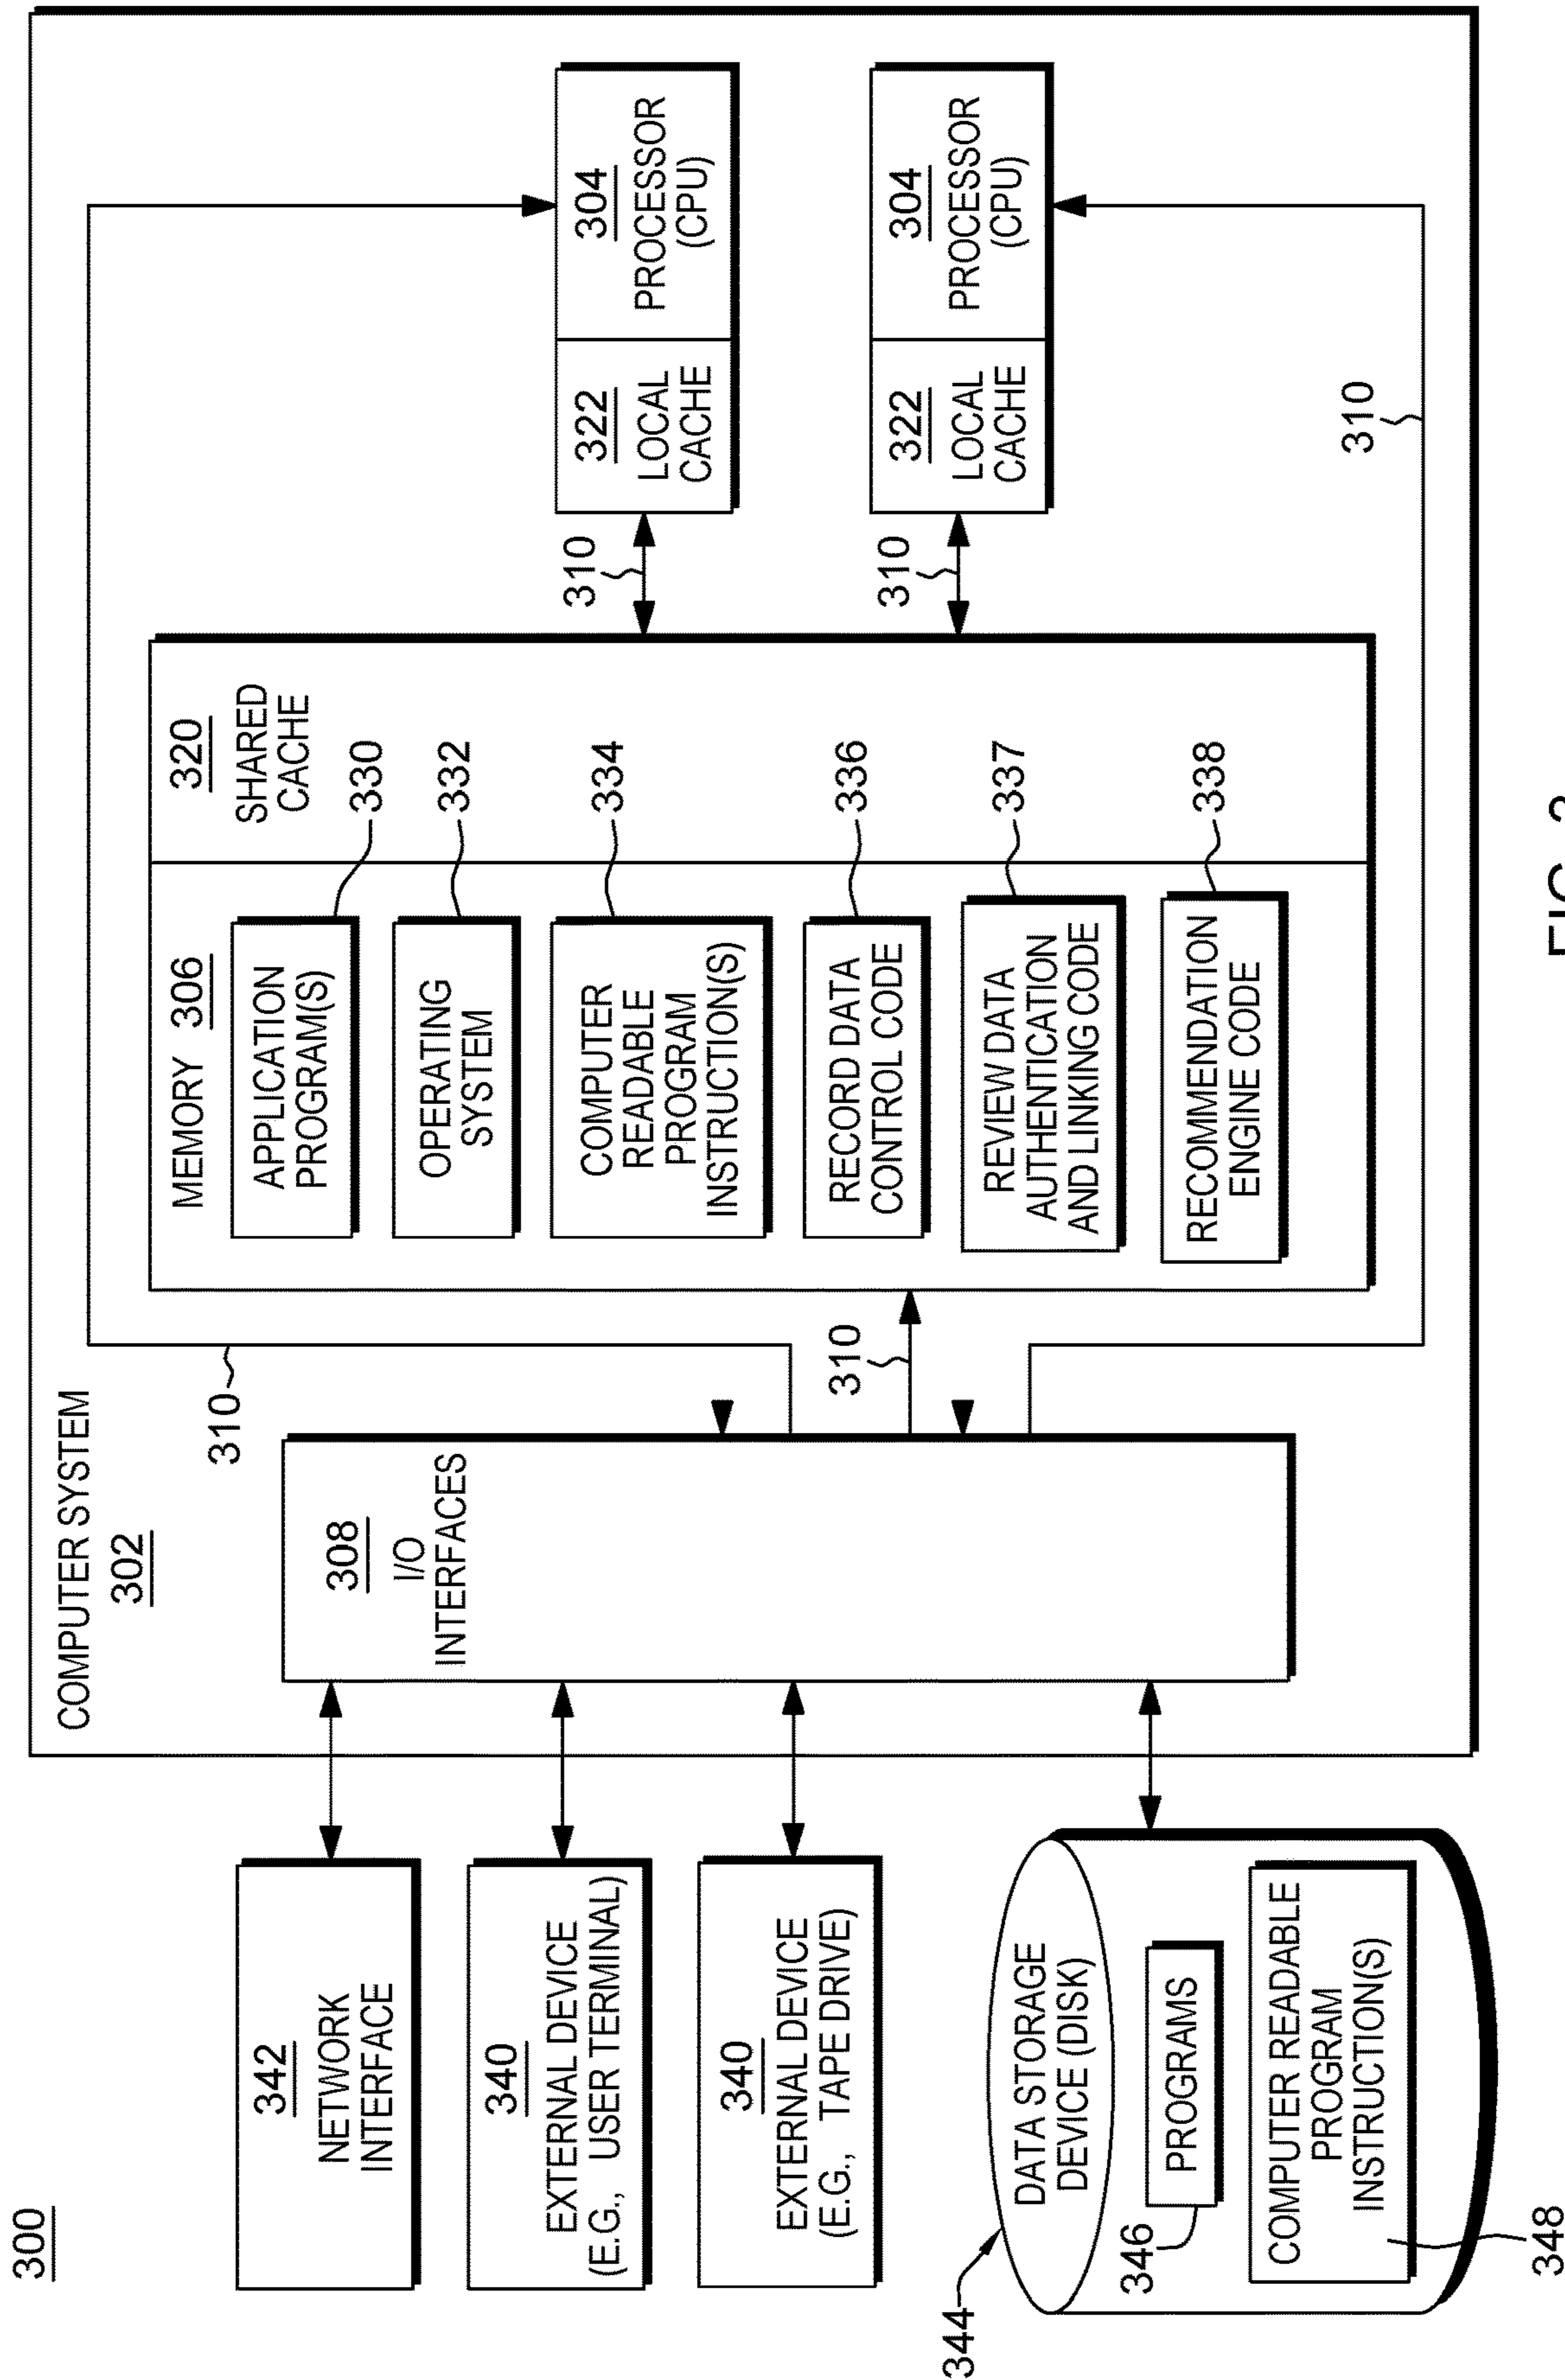 300
COMPUTER SYSTEM
302
342
NETWORK
INTERFACE
340
EXTERNAL DEVICE
(E.G., USER TERMINAL)
340
EXTERNAL DEVICE
(E.G., TAPE DRIVE)
344
DATA STORAGE
DEVICE (DISK)
346
PROGRAMS
COMPUTER READABLE
PROGRAM
INSTRUCTION(S)
348
308
I/O
INTERFACES
310
310
MEMORY 306
APPLICATION
PROGRAM(S)
OPERATING
SYSTEM
COMPUTER
READABLE
PROGRAM
INSTRUCTION(S)
RECORD DATA
CONTROL CODE
REVIEW DATA
AUTHENTICATION
AND LINKING CODE
RECOMMENDATION
ENGINE CODE
320
SHARED
CACHE
330
332
334
336
337
338
310
310
322
LOCAL
CACHE
304
PROCESSOR
(CPU)
322
LOCAL
CACHE
304
PROCESSOR
(CPU)
310